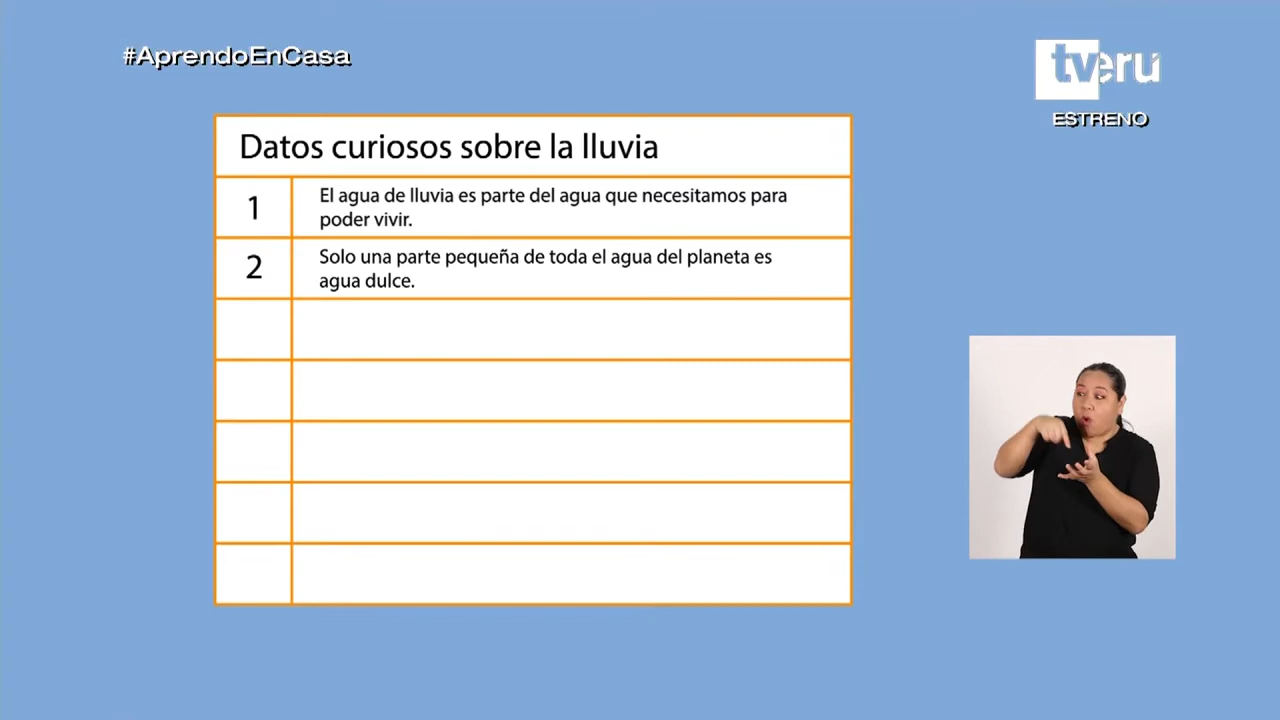 #AprendoEnCasa
tvperú
ESTRENO
Datos curiosos sobre la lluvia
1
El agua de lluvia es parte del agua que necesitamos para
poder vivir.
2
Solo una parte pequeña de toda el agua del planeta es
agua dulce.